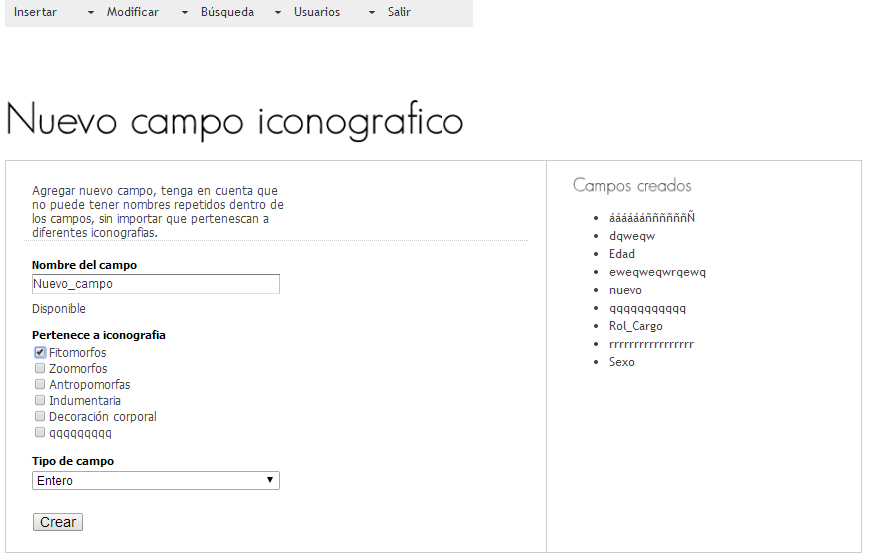 Insertar Modificar Búsqueda Usuarios Salir
Nuevo campo iconografico
Agregar nuevo campo, tenga en cuenta que
no puede tener nombres repetidos dentro de
los campos, sin importar que pertenescan a
diferentes iconografias.
Nombre del campo
Nuevo_campo
Disponible
Pertenece a iconografia
Fitomorfos
Zoomorfos
Antropomorfas
Indumentaria
Decoración corporal
qqqqqqqqq
Tipo de campo
Entero
Crear
Campos creados
ááááááññññññÑ
dqweqw
Edad
eweqweqwrqewq
nuevo
qqqqqqqqqqq
Rol_Cargo
rrrrrrrrrrrrrrrrr
Sexo